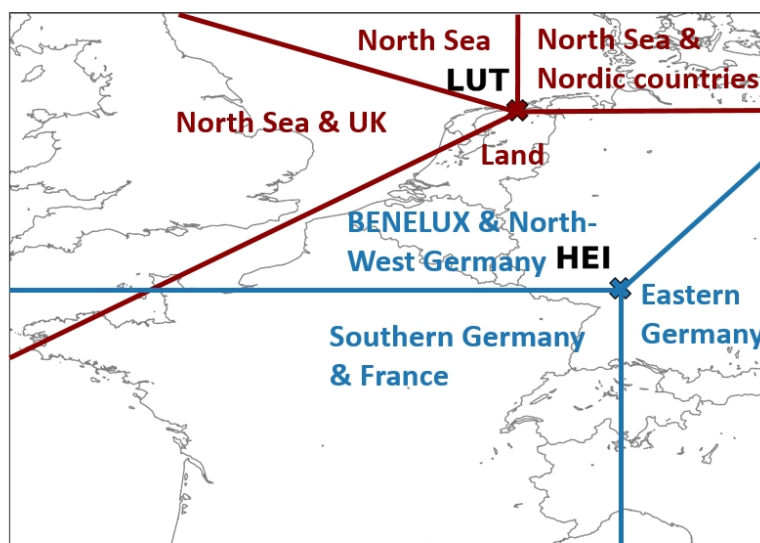 North Sea
North Sea &
Nordic countries
LUT
North Sea & UK
Land
BENELUX & North-
West Germany
HEI
Eastern
Germany
Southern Germany
& France